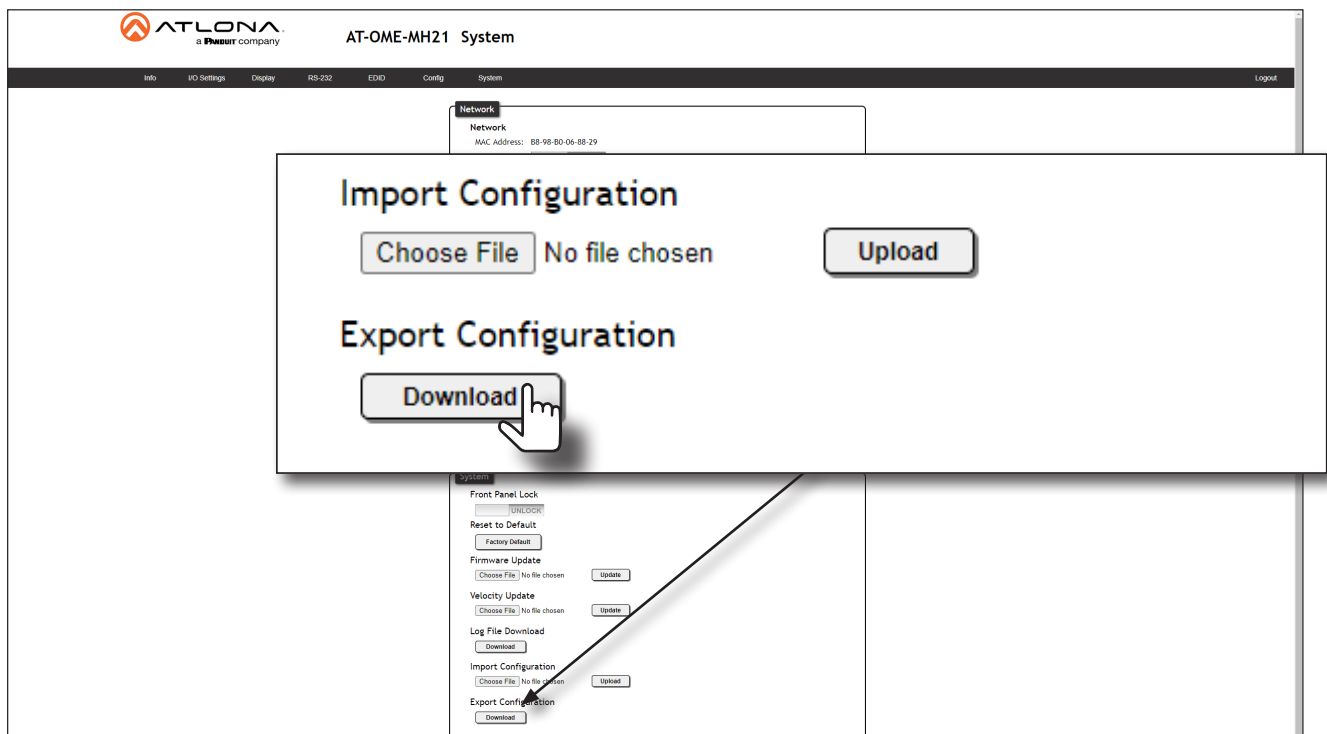 ATLONA.
a PANDUIT company
AT-OME-MH21 System
Info I/O Settings Display RS-232 EDID Config System Logout
Network
Network
MAC Address: B8-98-B0-06-88-29
Import Configuration
Choose File No file chosen Upload
Export Configuration
Download
System
Front Panel Lock
UNLOCK
Reset to Default
Factory Default
Firmware Update
Choose File No file chosen Update
Velocity Update
Choose File No file chosen Update
Log File Download
Download
Import Configuration
Choose File No file chosen Upload
Export Configuration
Download